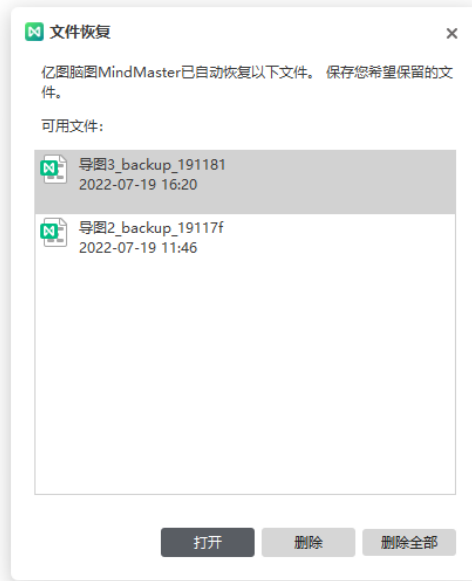 文件恢复
亿图脑图MindMaster已自动恢复以下文件。 保存您希望保留的文
件。
可用文件:
导图3_backup_191181
2022-07-19 16:20
导图2_backup_19117f
2022-07-19 11:46
打开 删除 删除全部